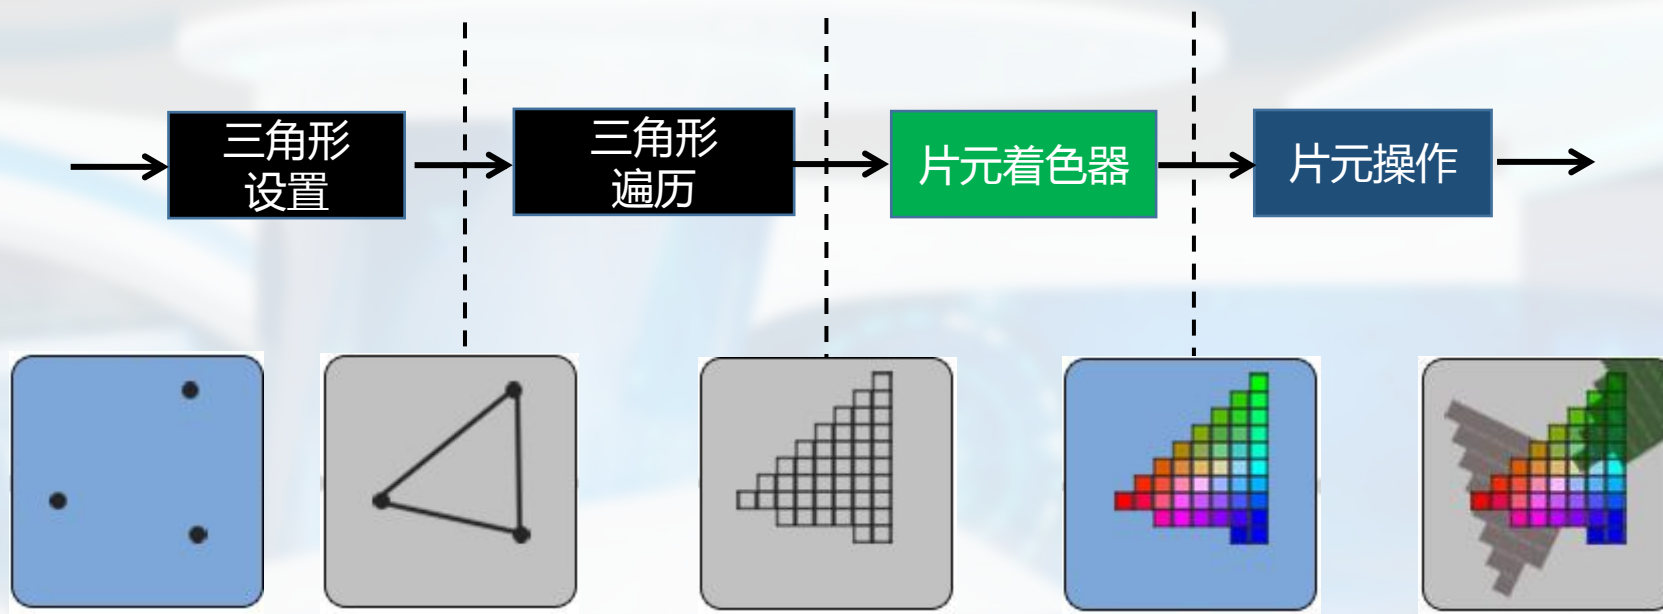 三角形
设置
三角形
遍历
片元着色器
片元操作